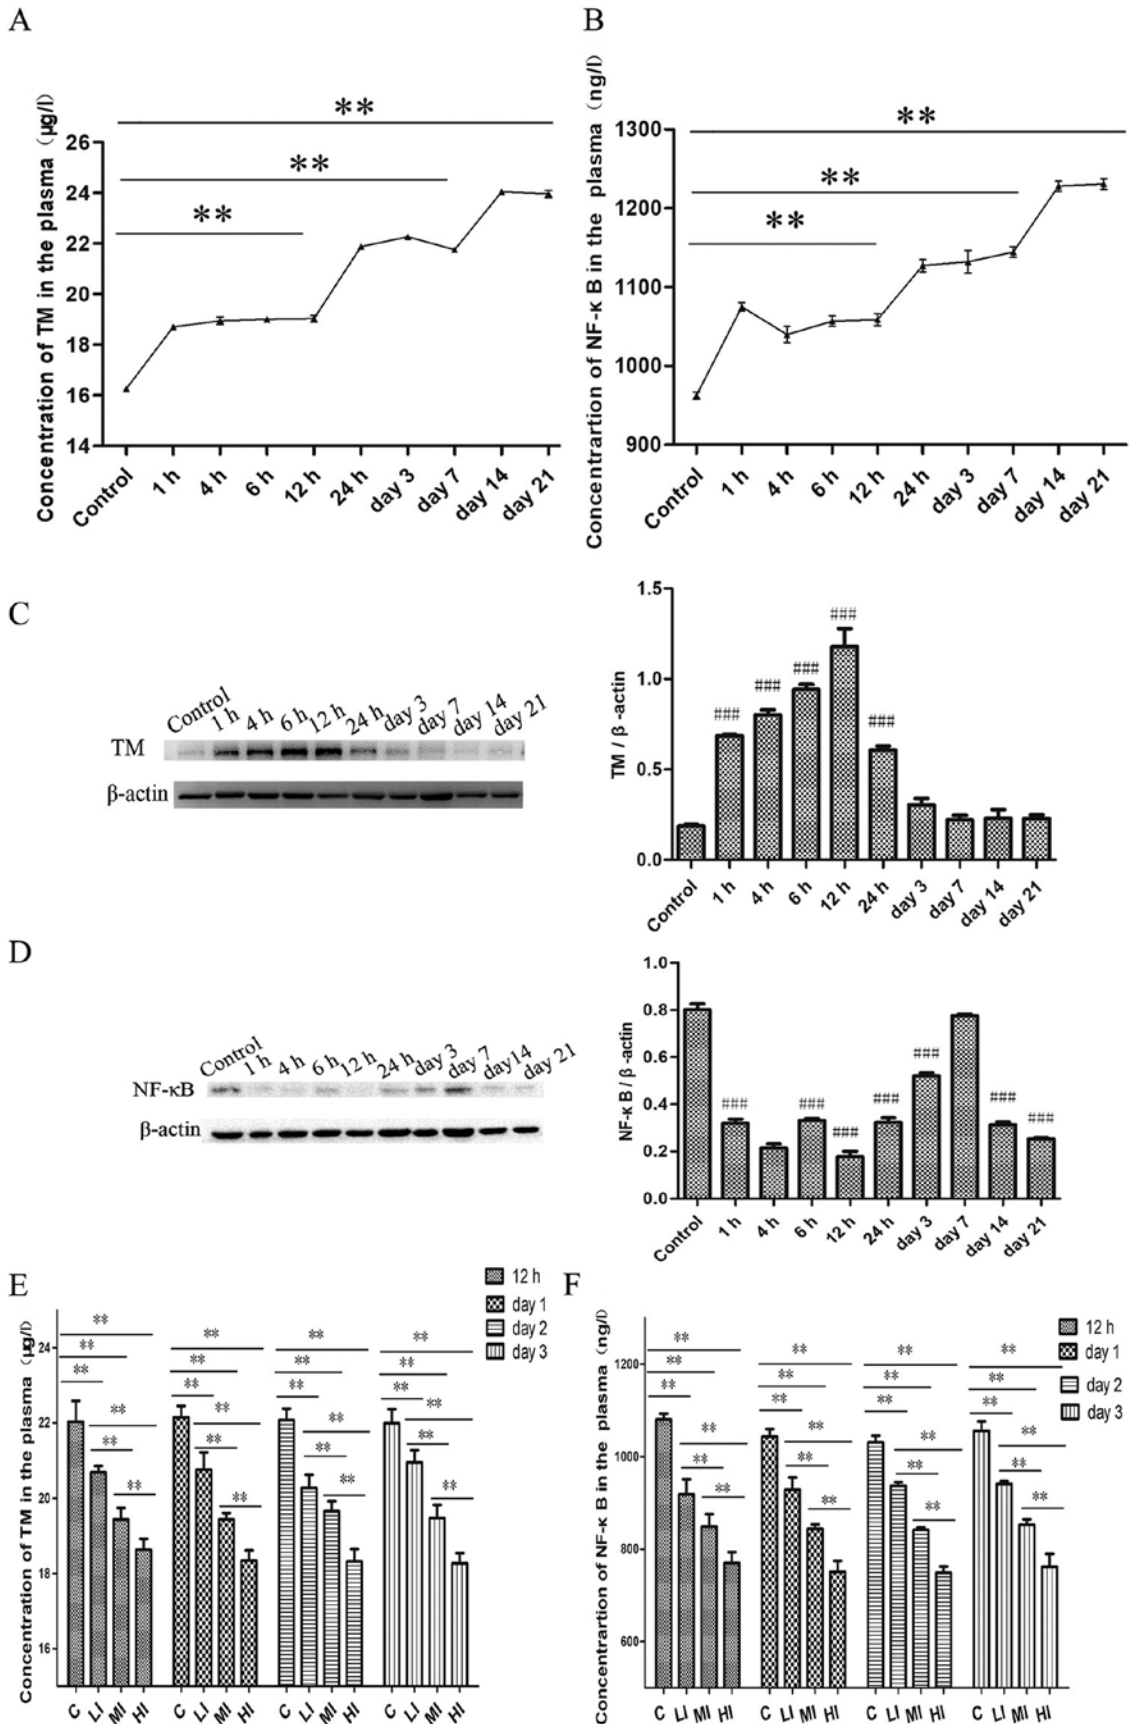 A
B
Concentration of TM in the plasma (μg/l)
**
**
**
26
24
22
20
18
16
14
Control
1 h
4 h
6 h
12 h
24 h
day 3
day 7
day 14
day 21
Concentrartion of NF-κ B in the plasma (ng/l)
**
**
**
1300
1200
1100
1000
900
Control
1 h
4 h
6 h
12 h
24 h
day 3
day 7
day 14
day 21
C
Control 1 h 4 h 6 h 12 h 24 h day 3 day 7 day 14 day 21
TM
β-actin
TM / β -actin
1.5
1.0
0.5
0.0
### ### ### ### ###
Control
1 h
4 h
6 h
12 h
24 h
day 3
day 7
day 14
day 21
D
Control 1 h 4 h 6 h 12 h 24 h day 3 day 7 day14 day 21
NF-κB
β-actin
NF-κ B / β -actin
1.0
0.8
0.6
0.4
0.2
0.0
### ### ### ### ### ### ###
Control
1 h
4 h
6 h
12 h
24 h
day 3
day 7
day 14
day 21
E
12 h
day 1
day 2
day 3
Concentration of TM in the plasma (μg/l)
24
22
20
18
16
** ** ** ** ** **
** ** ** ** ** **
** ** ** ** ** **
** ** ** ** ** **
C LI MI HI C LI MI HI C LI MI HI C LI MI HI
F
12 h
day 1
day 2
day 3
Concentrartion of NF-κ B in the plasma (ng/l)
1200
1000
800
600
** ** ** ** ** **
** ** ** ** ** **
** ** ** ** ** **
** ** ** ** ** **
C LI MI HI C LI MI HI C LI MI HI C LI MI HI